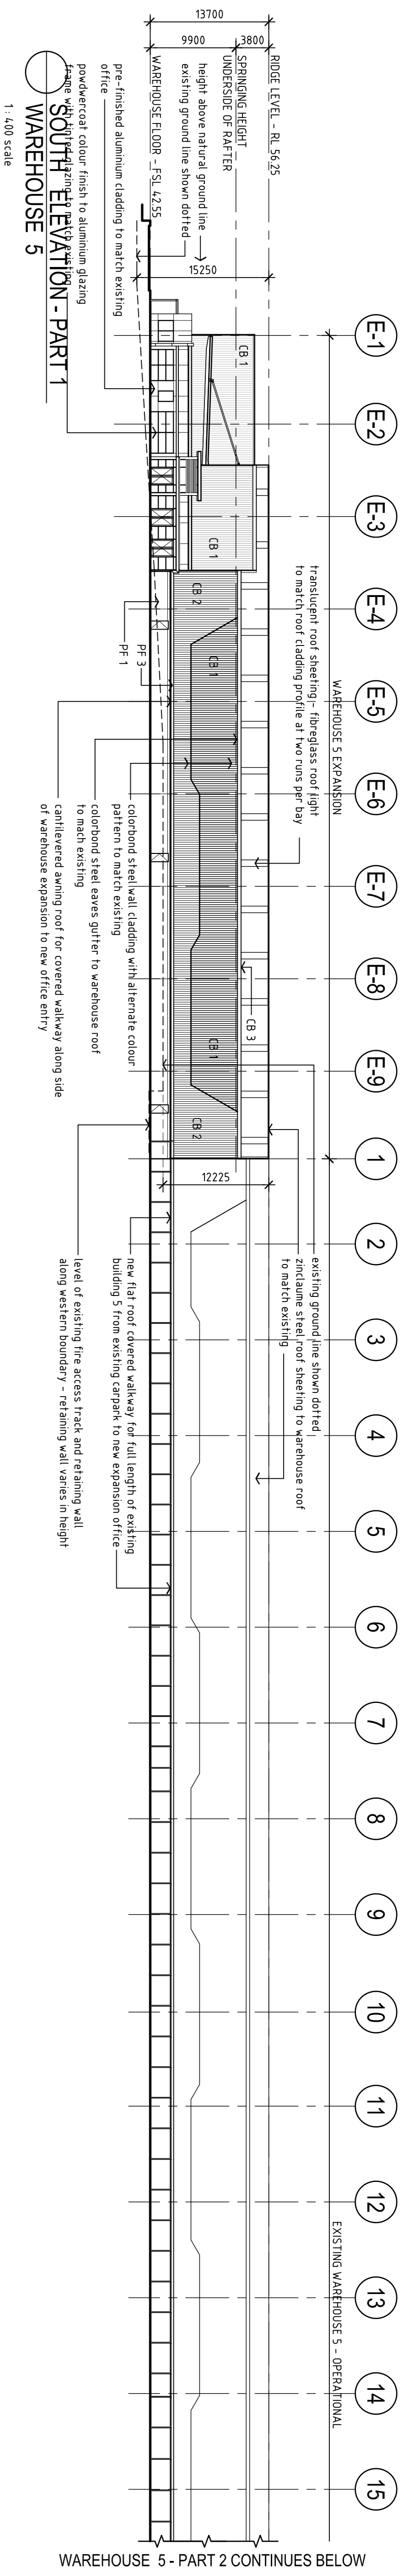 E-1
E-2
E-3
E-4
E-5
E-6
E-7
E-8
E-9
1
2
3
4
5
6
7
8
9
10
11
12
13
14
15
WAREHOUSE 5 EXPANSION
EXISTING WAREHOUSE 5 - OPERATIONAL
RIDGE LEVEL - RL 56.25
SPRINGING HEIGHT
UNDERSIDE OF RAFTER
WAREHOUSE FLOOR - FSL 42.55
13700
9900
3800
15250
12225
height above natural ground line
existing ground line shown dotted
translucent roof sheeting - fibreglass roof light
to match roof cladding profile at two runs per bay
existing ground line shown dotted
zinclaume steel roof sheeting to warehouse roof
to match existing
CB 1
CB 1
CB 2
CB 1
CB 1
CB 2
CB 3
PF 3
PF 1
pre-finished aluminium cladding to match existing
office
powdwercoat colour finish to aluminium glazing
frame with tinted glazing to match existing
colorbond steel wall cladding with alternate colour
pattern to match existing
colorbond steel eaves gutter to warehouse roof
to mach existing
cantilevered awning roof for covered walkway along side
of warehouse expansion to new office entry
new flat roof covered walkway for full length of existing
building 5 from existing carpark to new expansion office
level of existing fire access track and retaining wall
along western boundary - retaining wall varies in height
SOUTH ELEVATION - PART 1
WAREHOUSE 5
1 : 400 scale
WAREHOUSE 5 - PART 2 CONTINUES BELOW